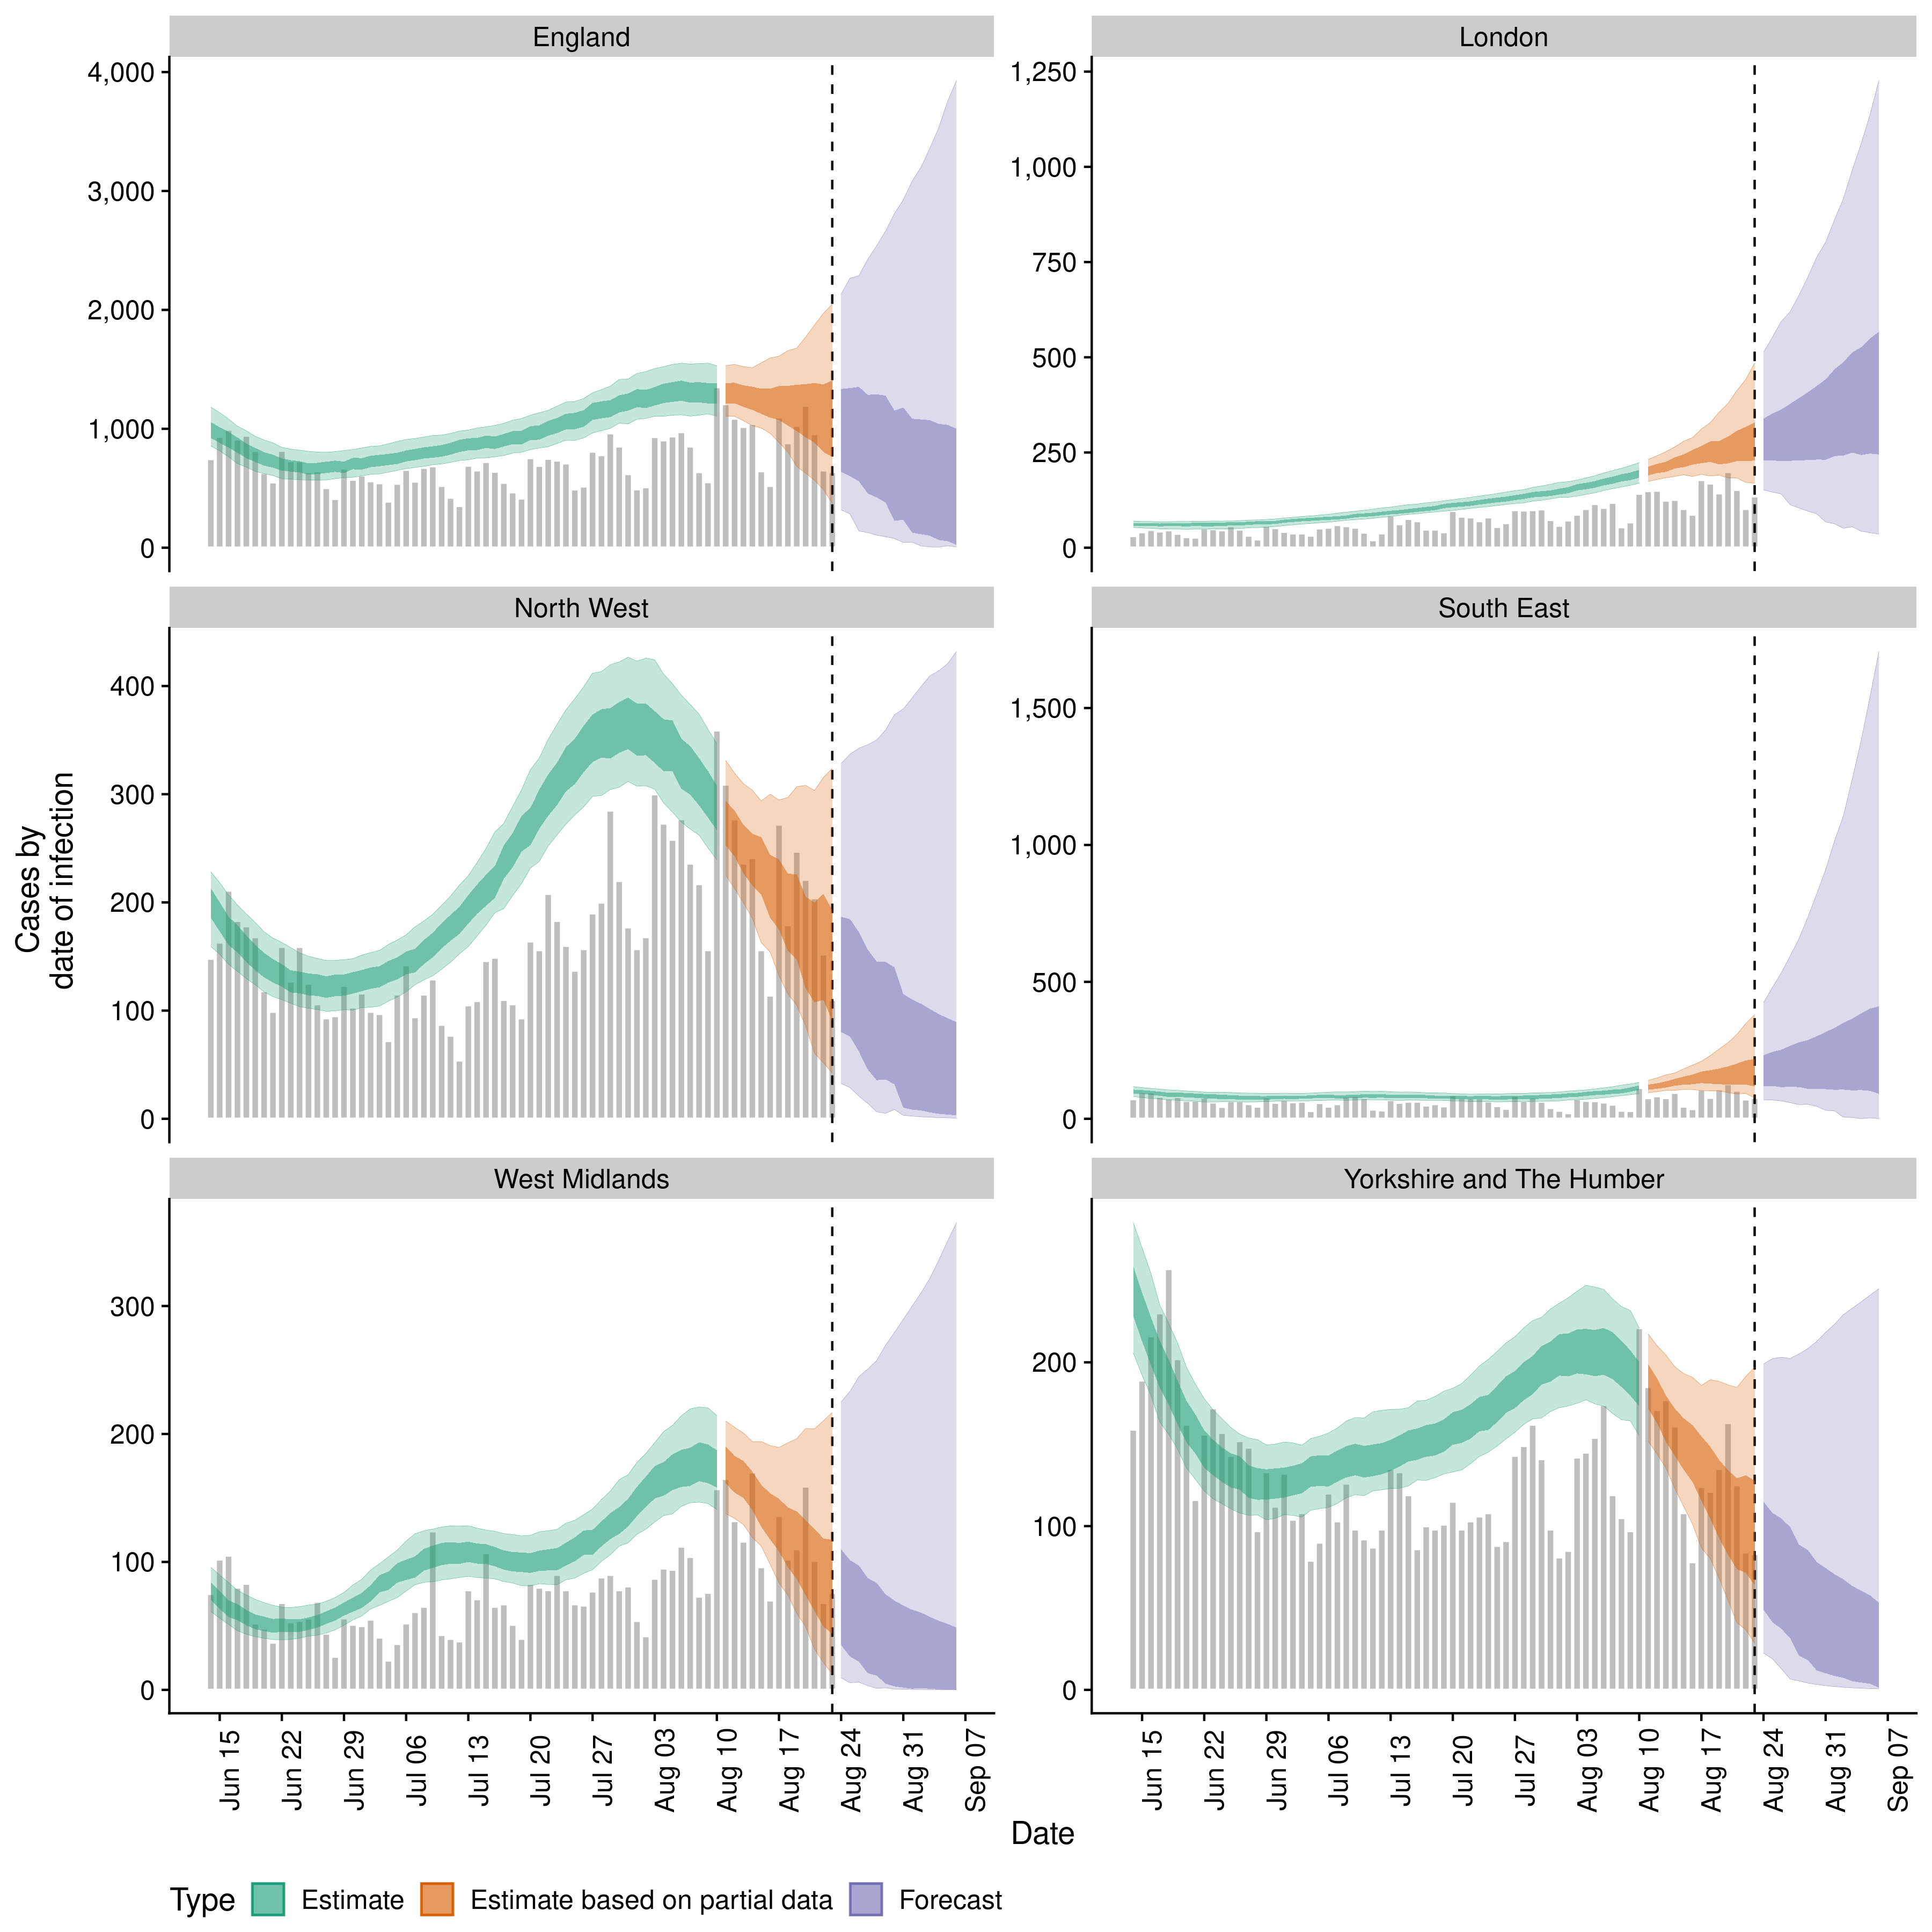 England
4,000
3,000
2,000
1,000
0
London
1,250
1,000
750
500
250
0
North West
400
300
200
100
0
South East
1,500
1,000
500
0
West Midlands
300
200
100
0
Yorkshire and The Humber
200
100
0
Cases by
date of infection
Jun 15
Jun 22
Jun 29
Jul 06
Jul 13
Jul 20
Jul 27
Aug 03
Aug 10
Aug 17
Aug 24
Aug 31
Sep 07
Jun 15
Jun 22
Jun 29
Jul 06
Jul 13
Jul 20
Jul 27
Aug 03
Aug 10
Aug 17
Aug 24
Aug 31
Sep 07
Date
Type Estimate Estimate based on partial data Forecast